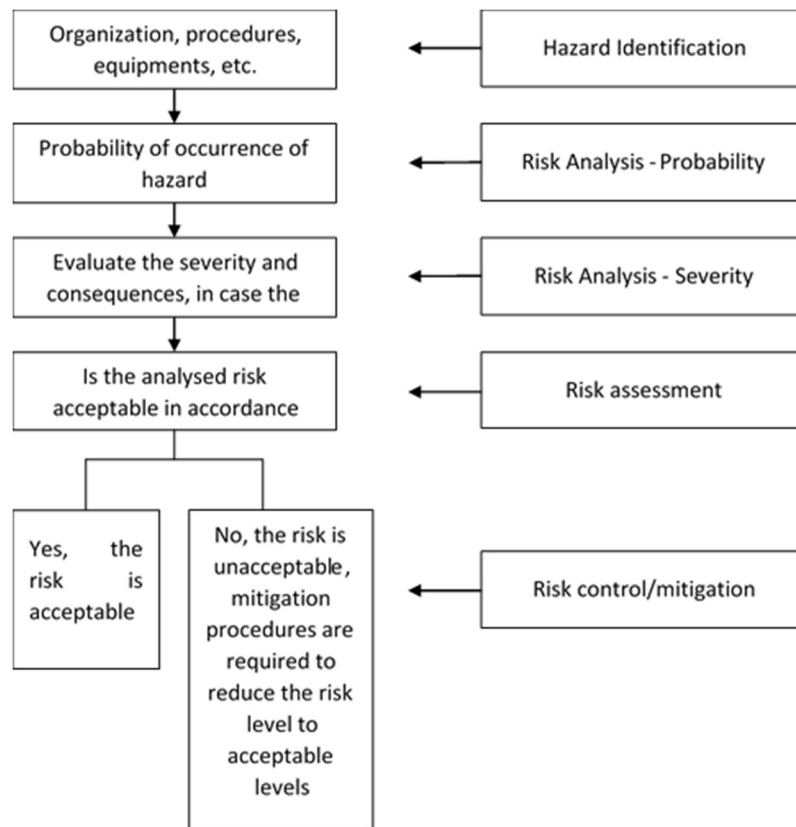 Organization, procedures,
equipments, etc.
Hazard Identification
Probability of occurrence of
hazard
Risk Analysis - Probability
Evaluate the severity and
consequences, in case the
Risk Analysis - Severity
Is the analysed risk
acceptable in accordance
Risk assessment
Yes, the
risk is
acceptable
No, the risk is
unacceptable,
mitigation
procedures are
required to
reduce the risk
level to
acceptable
levels
Risk control/mitigation